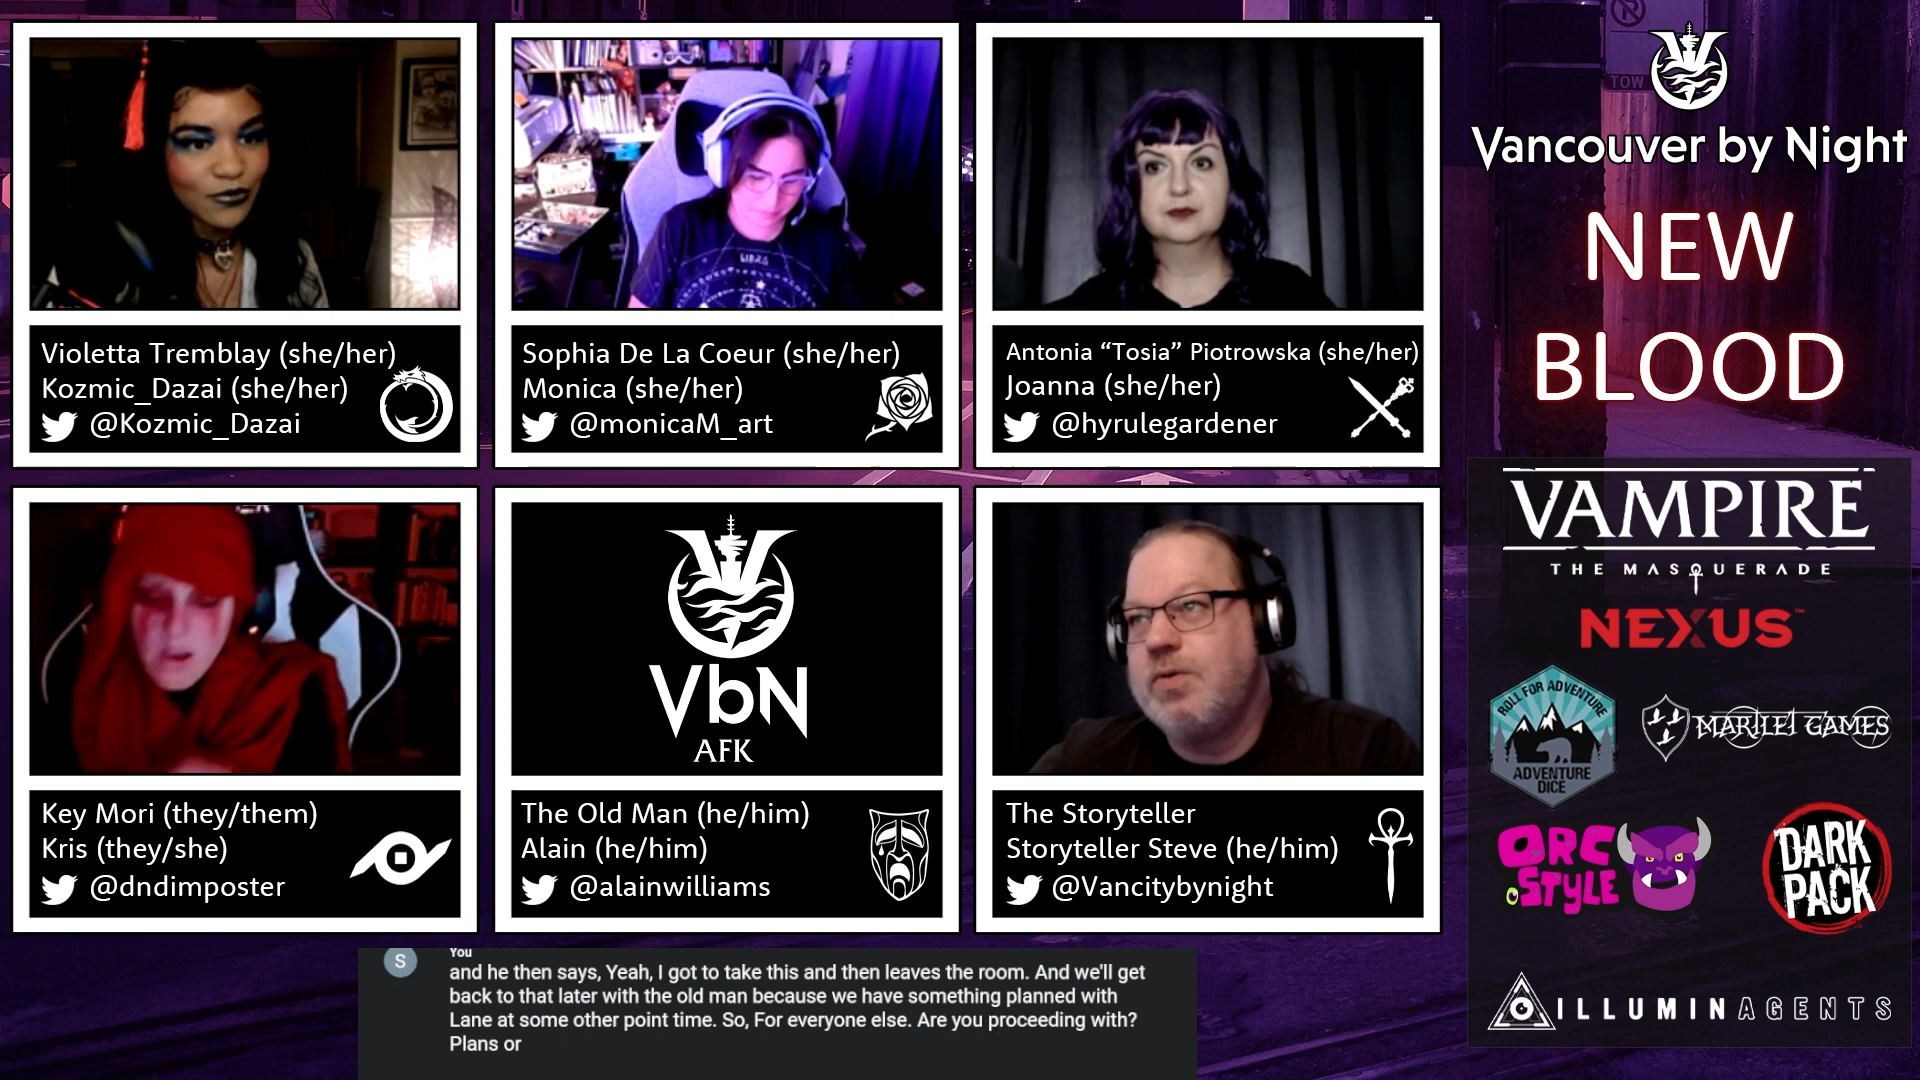 Violetta Tremblay (she/her)
Kozmic_Dazai (she/her)
@Kozmic_Dazai
Sophia De La Coeur (she/her)
Monica (she/her)
@monicaM_art
Antonia “Tosia” Piotrowska (she/her)
Joanna (she/her)
@hyrulegardener
Key Mori (they/them)
Kris (they/she)
@dndimposter
VbN
AFK
The Old Man (he/him)
Alain (he/him)
@alainwilliams
The Storyteller
Storyteller Steve (he/him)
@Vancitybynight
S
You
and he then says, Yeah, I got to take this and then leaves the room. And we'll get
back to that later with the old man because we have something planned with
Lane at some other point time. So, For everyone else. Are you proceeding with?
Plans or
TOW
Vancouver by Night
NEW
BLOOD
VAMPIRE
THE MASQUERADE
NEXUS™
ROLL FOR ADVENTURE
ADVENTURE
DICE
MARTLET GAMES
ORC
STYLE
DARK
PACK
ILLUMINAGENTS